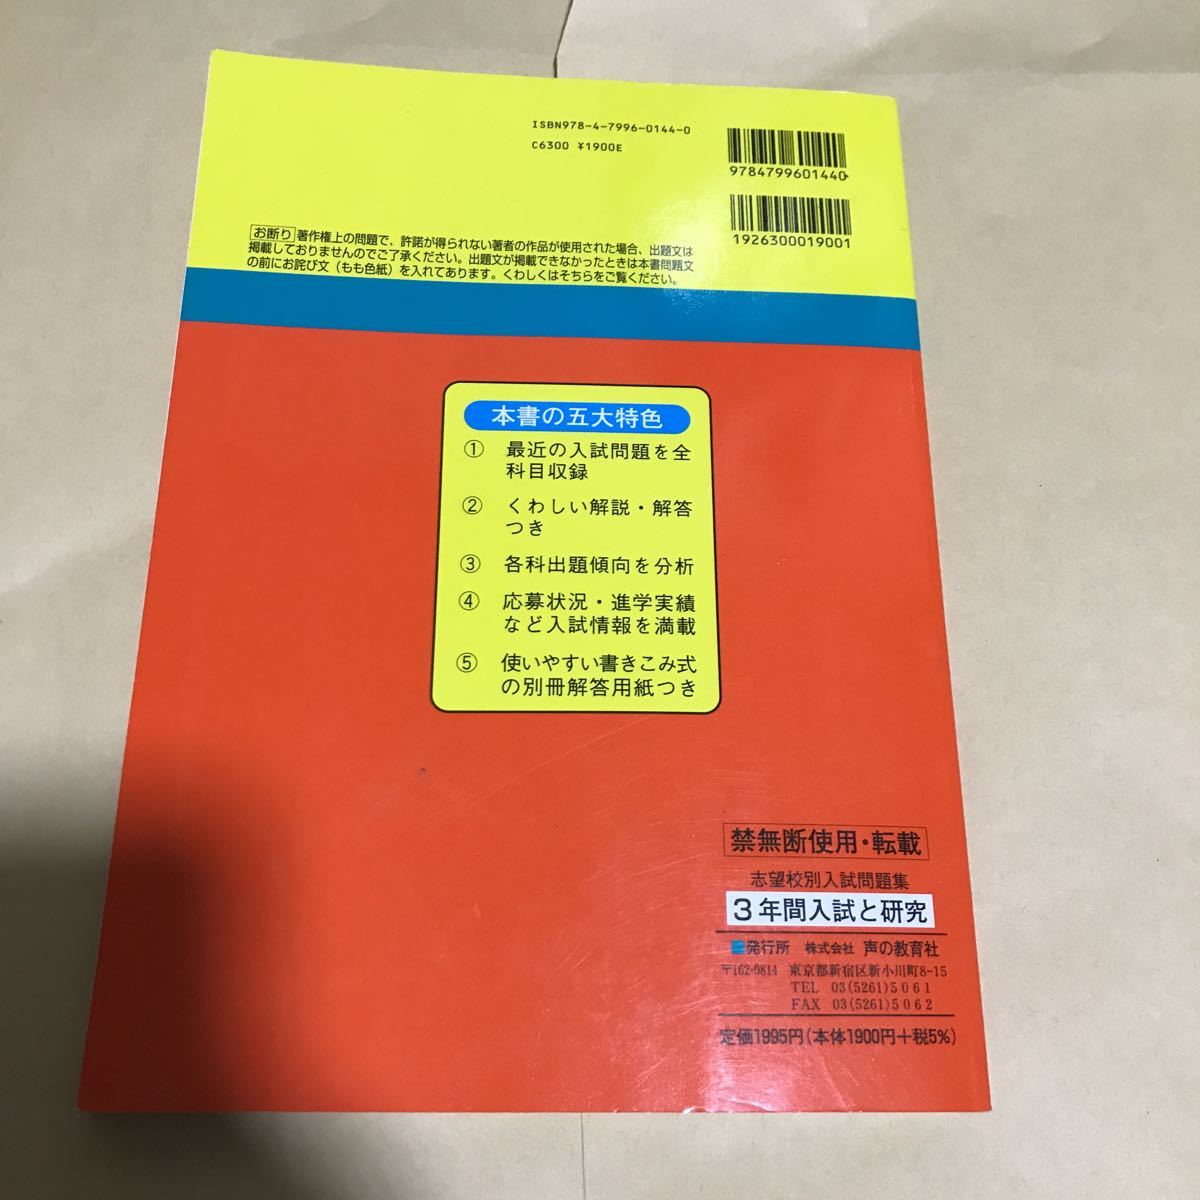 ISBN978-4-7996-0144-0
C6300 ¥1900E
9784799601440
1926300019001
お断り 著作権上の問題で、許諾が得られない著者の作品が使用された場合、出題文は
掲載しておりませんのでご了承ください。出題文が掲載できなかったときは本書問題文
の前にお詫び文(もも色紙)を入れてあります。くわしくはそちらをご覧ください。
本書の五大特色
① 最近の入試問題を全
科目収録
② くわしい解説・解答
つき
③ 各科出題傾向を分析
④ 応募状況・進学実績
など入試情報を満載
⑤ 使いやすい書きこみ式
の別冊解答用紙つき
禁無断使用・転載
志望校別入試問題集
3年間入試と研究
発行所 株式会社 声の教育社
〒162-0814 東京都新宿区新小川町8-15
TEL 03(5261)5061
FAX 03(5261)5062
定価1995円(本体1900円+税5%)